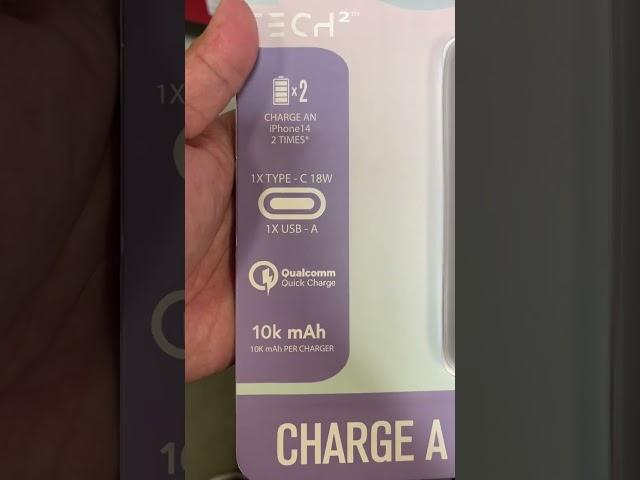 TECH²™
x2
CHARGE AN
iPhone14
2 TIMES*
1X TYPE - C 18W
1X USB - A
Qualcomm
Quick Charge
10k mAh
10K mAh PER CHARGER
CHARGE A